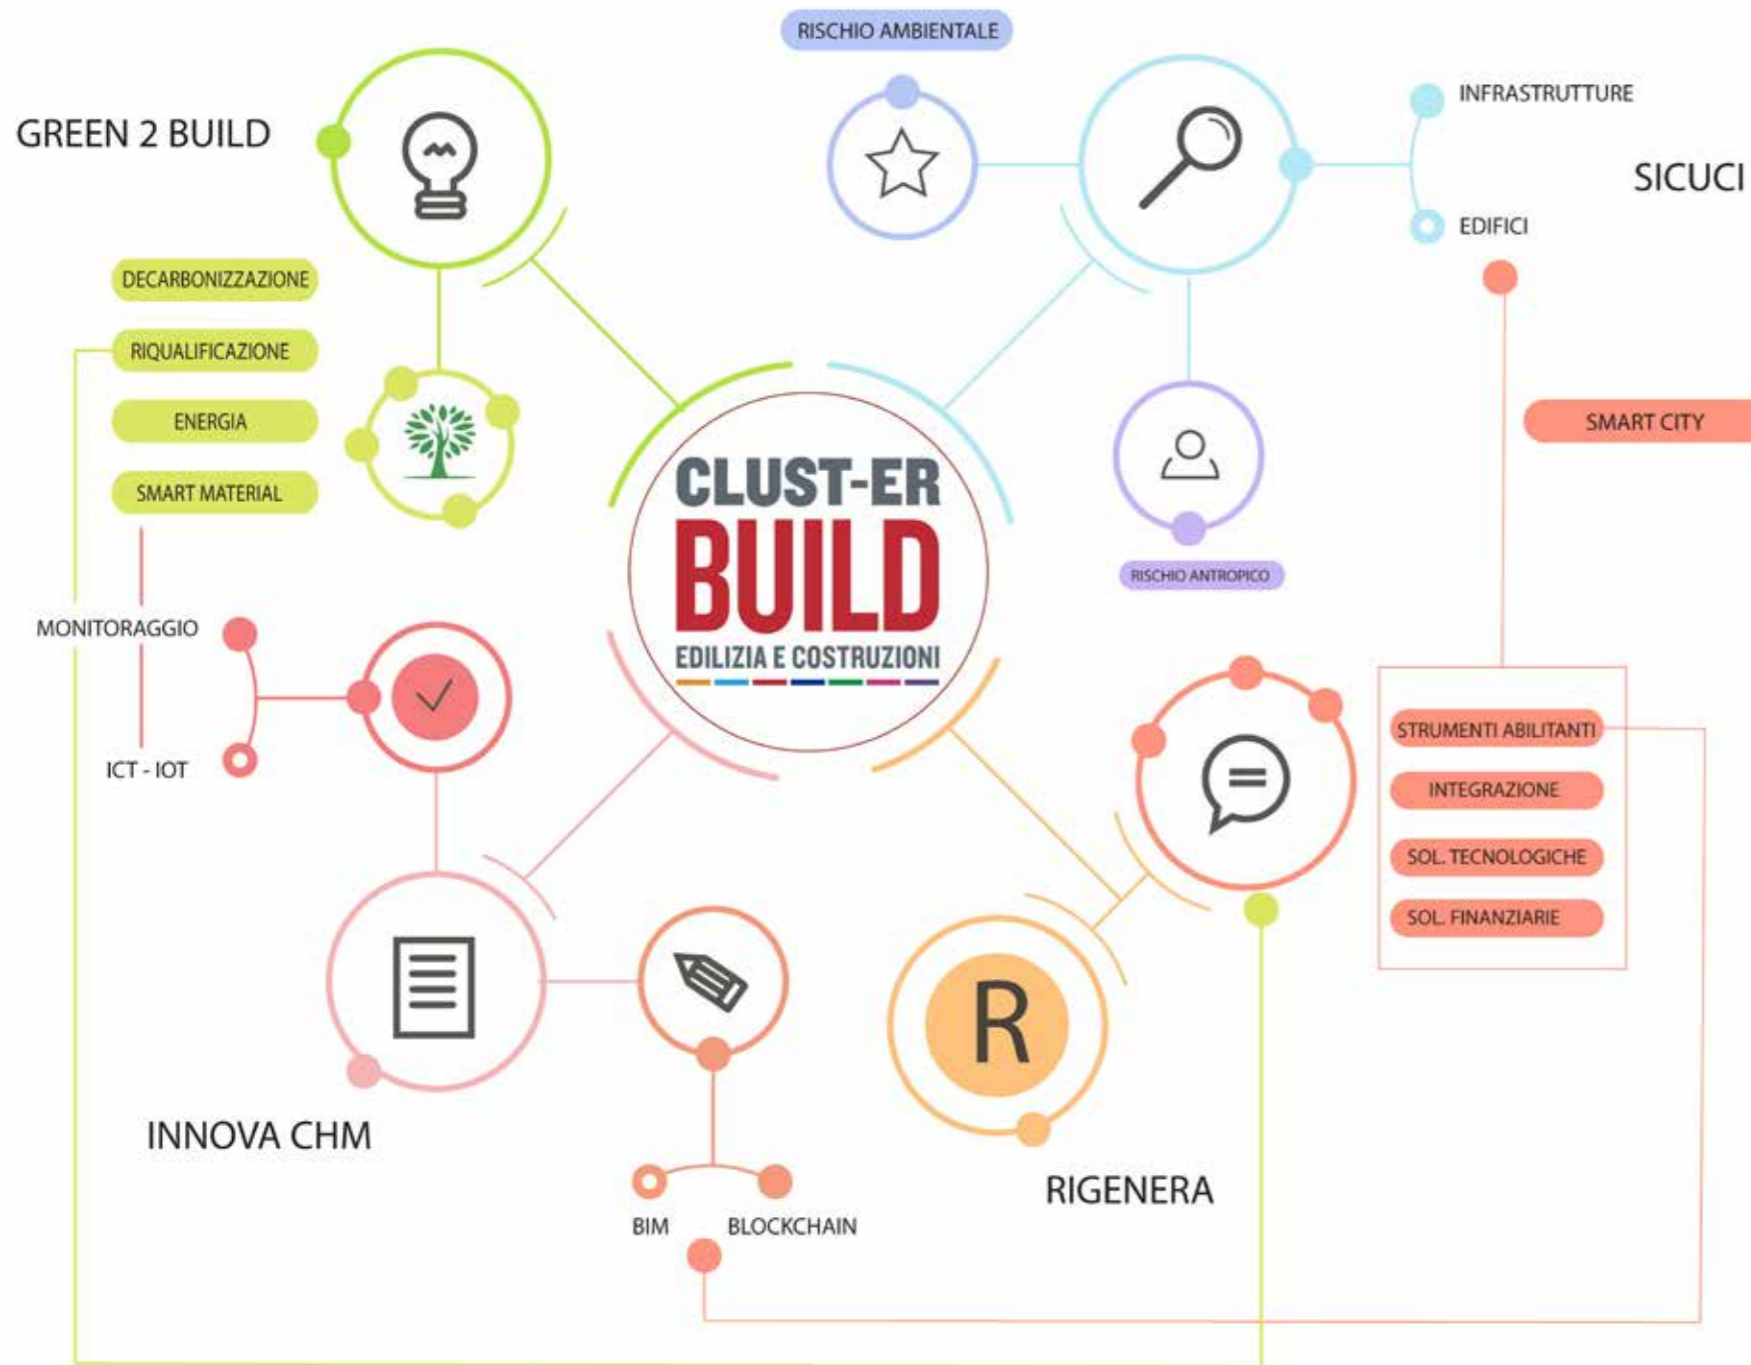 RISCHIO AMBIENTALE
GREEN 2 BUILD
INFRASTRUTTURE
SICUCI
EDIFICI
DECARBONIZZAZIONE
RIQUALIFICAZIONE
ENERGIA
SMART MATERIAL
SMART CITY
CLUST-ER
BUILD
EDILIZIA E COSTRUZIONI
RISCHIO ANTROPICO
MONITORAGGIO
ICT - IOT
STRUMENTI ABILITANTI
INTEGRAZIONE
SOL. TECNOLOGICHE
SOL. FINANZIARIE
R
INNOVA CHM
RIGENERA
BIM
BLOCKCHAIN